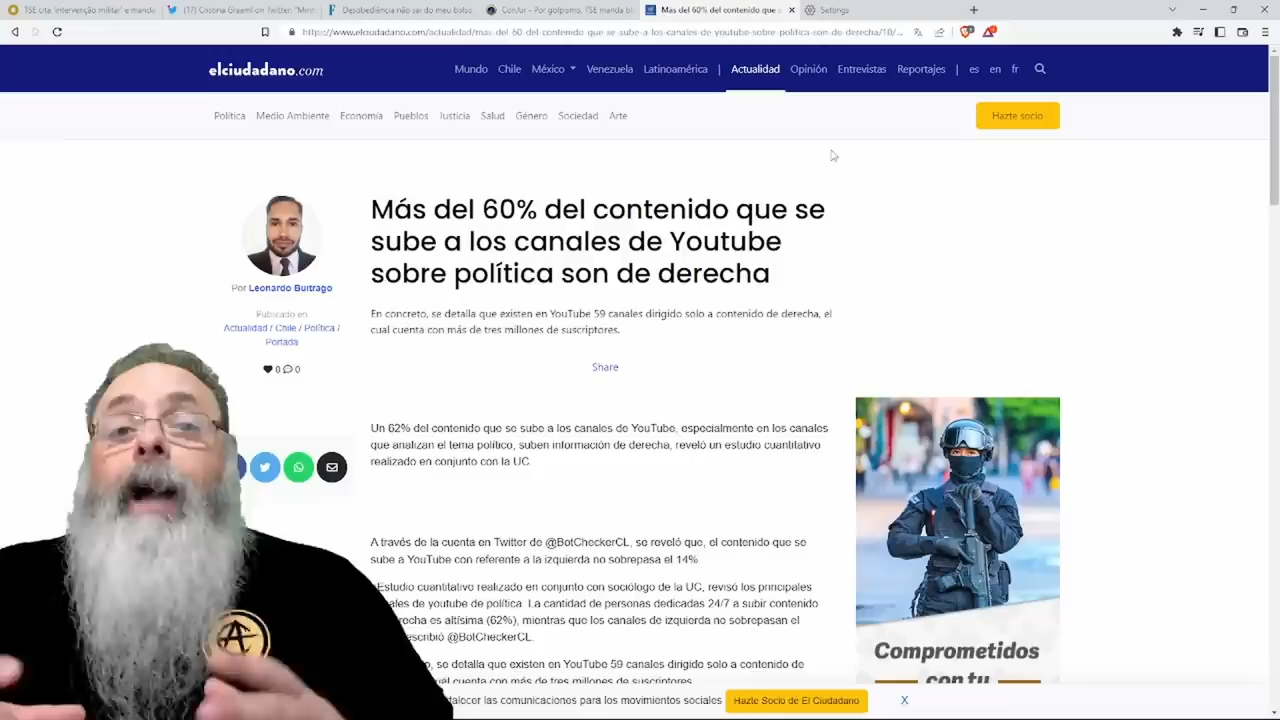 TSE cita 'intervenção militar' e manda
(17) Cristina Graeml on Twitter: "Minis
Desobediência não sai do meu bolso
ConJur - Por golpismo, TSE manda bl
Mas del 60% del contenido que s
Settings
https://www.elciudadano.com/actualidad/mas-del-60-del-contenido-que-se-sube-a-los-canales-de-youtube-sobre-politica-son-de-derecha/10/...
elciudadano.com
Mundo Chile México Venezuela Latinoamérica | Actualidad Opinión Entrevistas Reportajes | es en fr
Política Medio Ambiente Economía Pueblos Justicia Salud Género Sociedad Arte
Hazte socio
Más del 60% del contenido que se
sube a los canales de Youtube
sobre política son de derecha
Por Leonardo Buitrago
Publicado en
Actualidad / Chile / Política /
Portada
0 0
En concreto, se detalla que existen en YouTube 59 canales dirigido solo a contenido de derecha, el
cual cuenta con más de tres millones de suscriptores.
Share
Un 62% del contenido que se sube a los canales de YouTube, especialmente en los canales
que analizan el tema político, suben información de derecha, reveló un estudio cuantitativo
realizado en conjunto con la UC.
A través de la cuenta en Twitter de @BotCheckerCL, se reveló que, el contenido que se
sube a YouTube con referente a la izquierda no sobrepasa el 14%.
«Estudio cuantitativo realizado en conjunto con sociólogo de la UC, revisó los principales
ales de youtube de política. La cantidad de personas dedicadas 24/7 a subir contenido
recha es altísima (62%), mientras que los canales de izquierda no sobrepasan el
escribió @BotCheckerCL.
o, se detalla que existen en YouTube 59 canales dirigido solo a contenido de
ual cuenta con más de tres millones de suscriptores.
Comprometidos
con tu
talecer las comunicaciones para los movimientos sociales
Hazte Socio de El Ciudadano
X